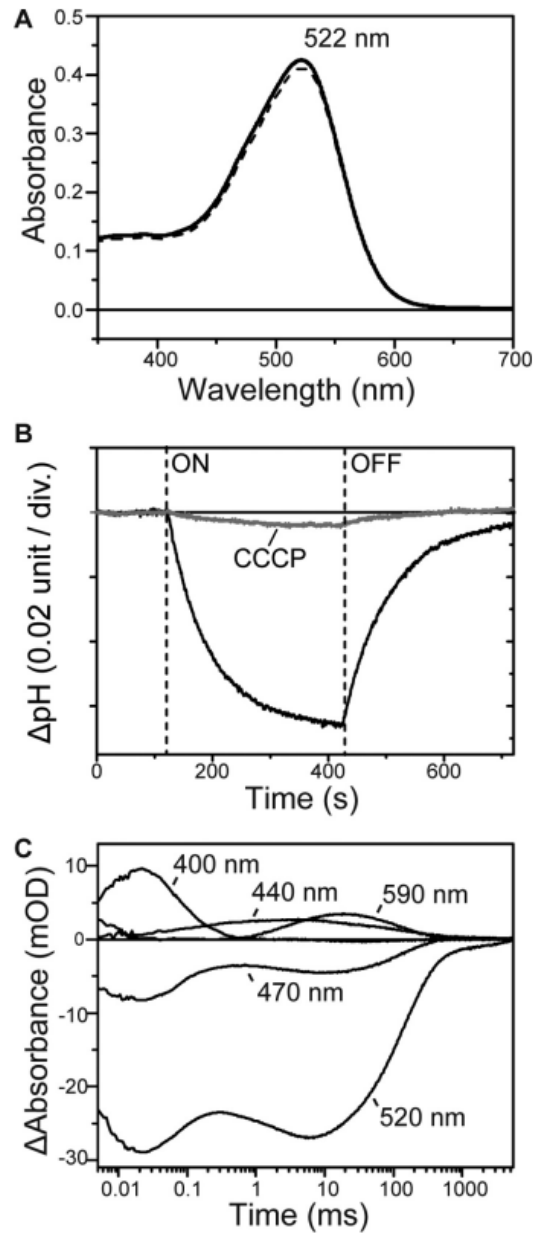 A
0.5
522 nm
0.4
0.3
0.2
0.1
0.0
Absorbance
400
500
600
700
Wavelength (nm)
B
ON
OFF
CCCP
ΔpH (0.02 unit / div.)
0
200
400
600
Time (s)
C
10
400 nm
440 nm
590 nm
0
470 nm
-10
-20
520 nm
-30
ΔAbsorbance (mOD)
0.01
0.1
1
10
100
1000
Time (ms)